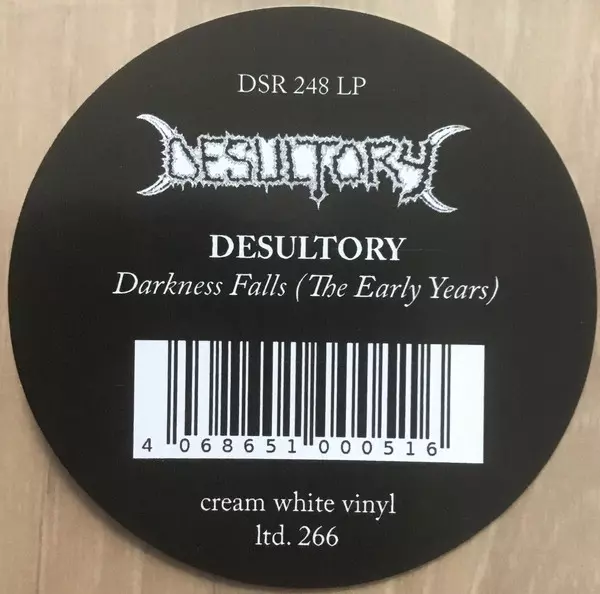 DSR 248 LP
DESULTORY
DESULTORY
Darkness Falls (The Early Years)
4 068651 000516
cream white vinyl
ltd. 266